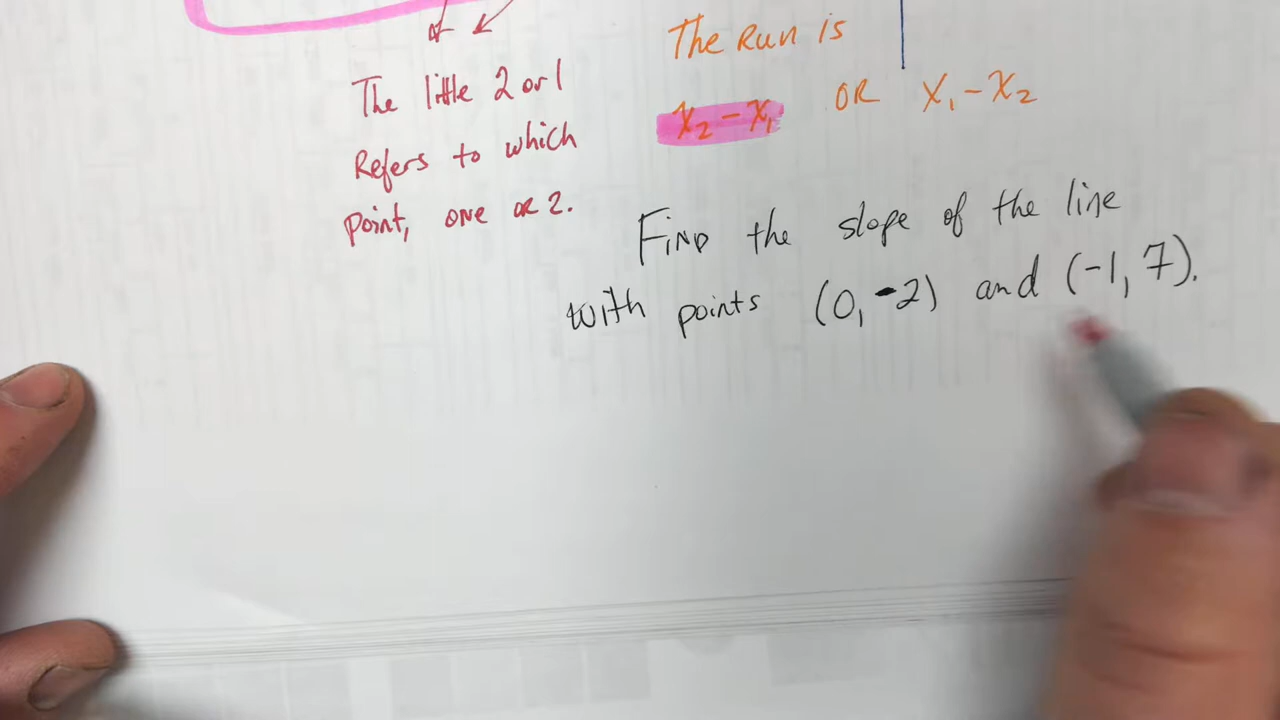 The Run is
x₂ - x₁ OR x₁ - x₂
The little 2 or 1
Refers to which
point, one or 2.
Find the slope of the line
with points (0, -2) and (-1, 7).